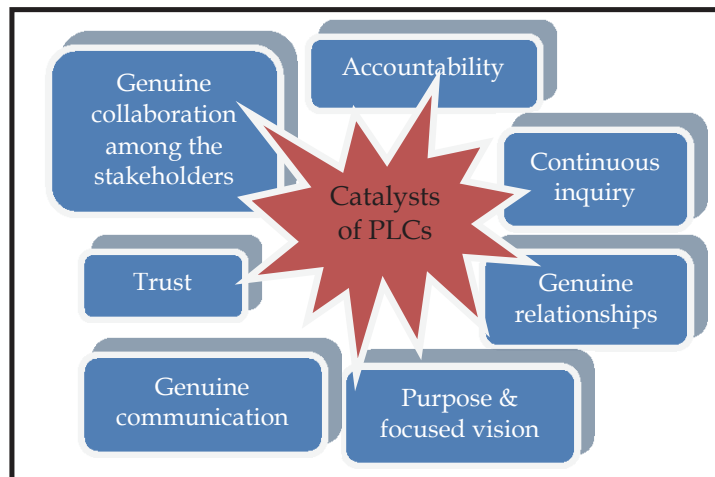 Genuine
collaboration
among the
stakeholders
Accountability
Continuous
inquiry
Catalysts
of PLCs
Trust
Genuine
relationships
Genuine
communication
Purpose &
focused vision